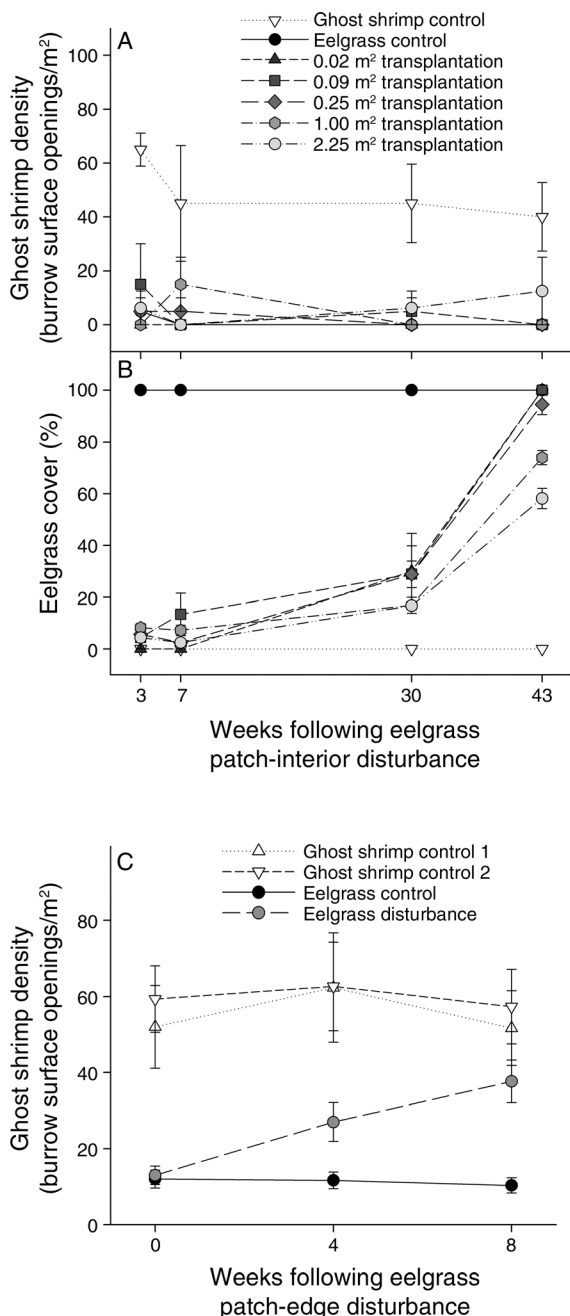 A
Ghost shrimp control
Eelgrass control
0.02 m² transplantation
0.09 m² transplantation
0.25 m² transplantation
1.00 m² transplantation
2.25 m² transplantation
Ghost shrimp density
(burrow surface openings/m²)
100
80
60
40
20
0
B
Eelgrass cover (%)
100
80
60
40
20
0
3
7
30
43
Weeks following eelgrass
patch-interior disturbance
C
Ghost shrimp control 1
Ghost shrimp control 2
Eelgrass control
Eelgrass disturbance
Ghost shrimp density
(burrow surface openings/m²)
80
60
40
20
0
0
4
8
Weeks following eelgrass
patch-edge disturbance